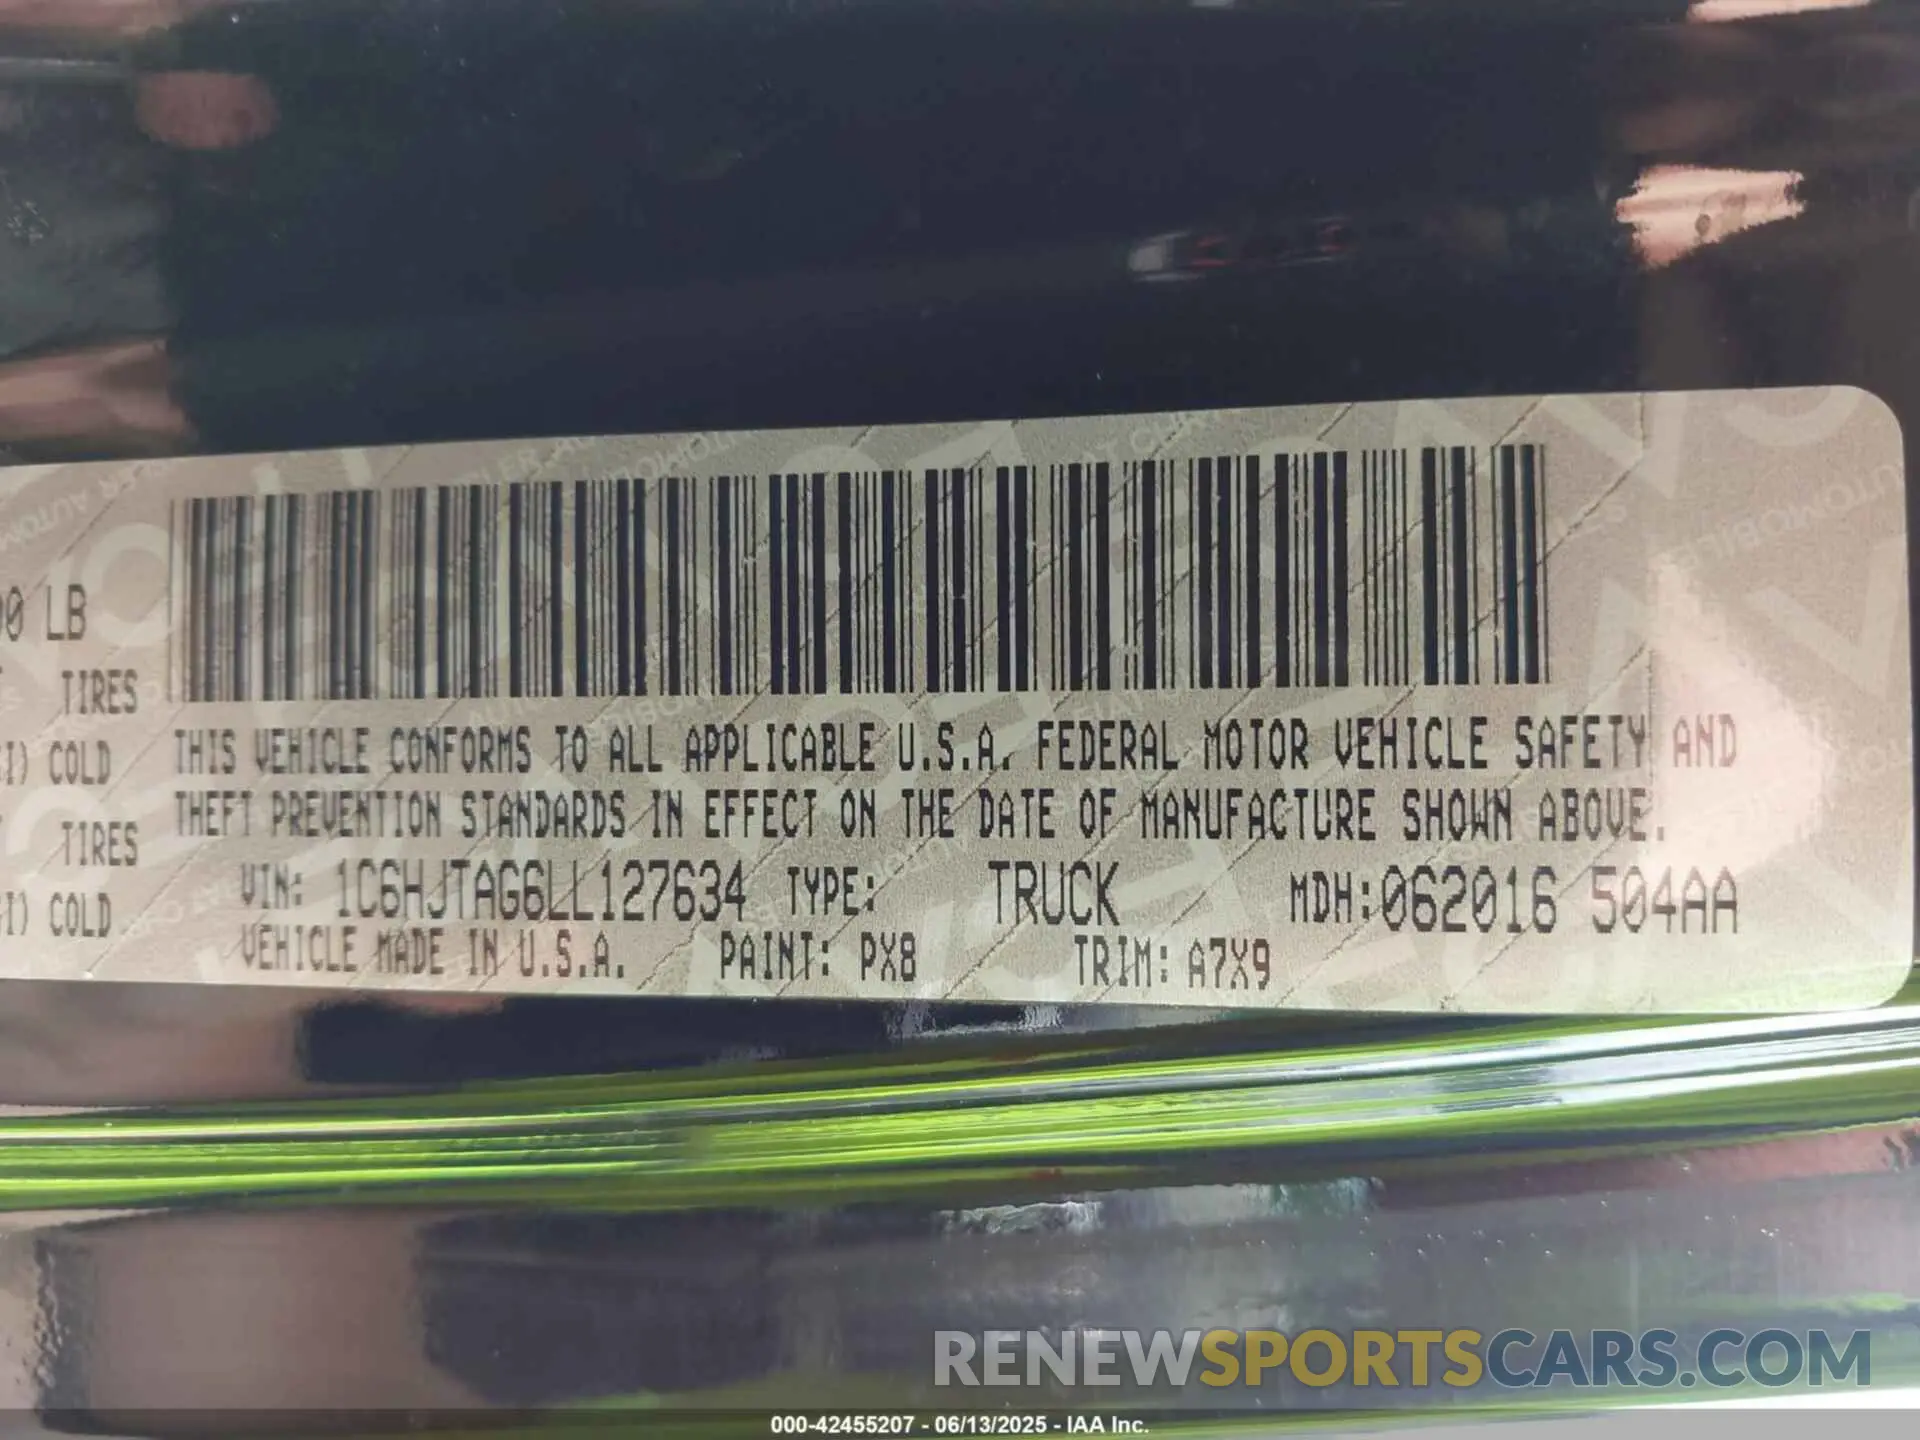 00 LB
TIRES
COLD
TIRES
COLD
THIS VEHICLE CONFORMS TO ALL APPLICABLE U.S.A. FEDERAL MOTOR VEHICLE SAFETY AND
THEFT PREVENTION STANDARDS IN EFFECT ON THE DATE OF MANUFACTURE SHOWN ABOVE.
VIN: 1C6HJTAG6LL127634 TYPE: TRUCK MDH:062016 504AA
VEHICLE MADE IN U.S.A. PAINT: PX8 TRIM: A7X9
RENEWSPORTSCARS.COM
000-42455207 - 06/13/2025 - IAA Inc.